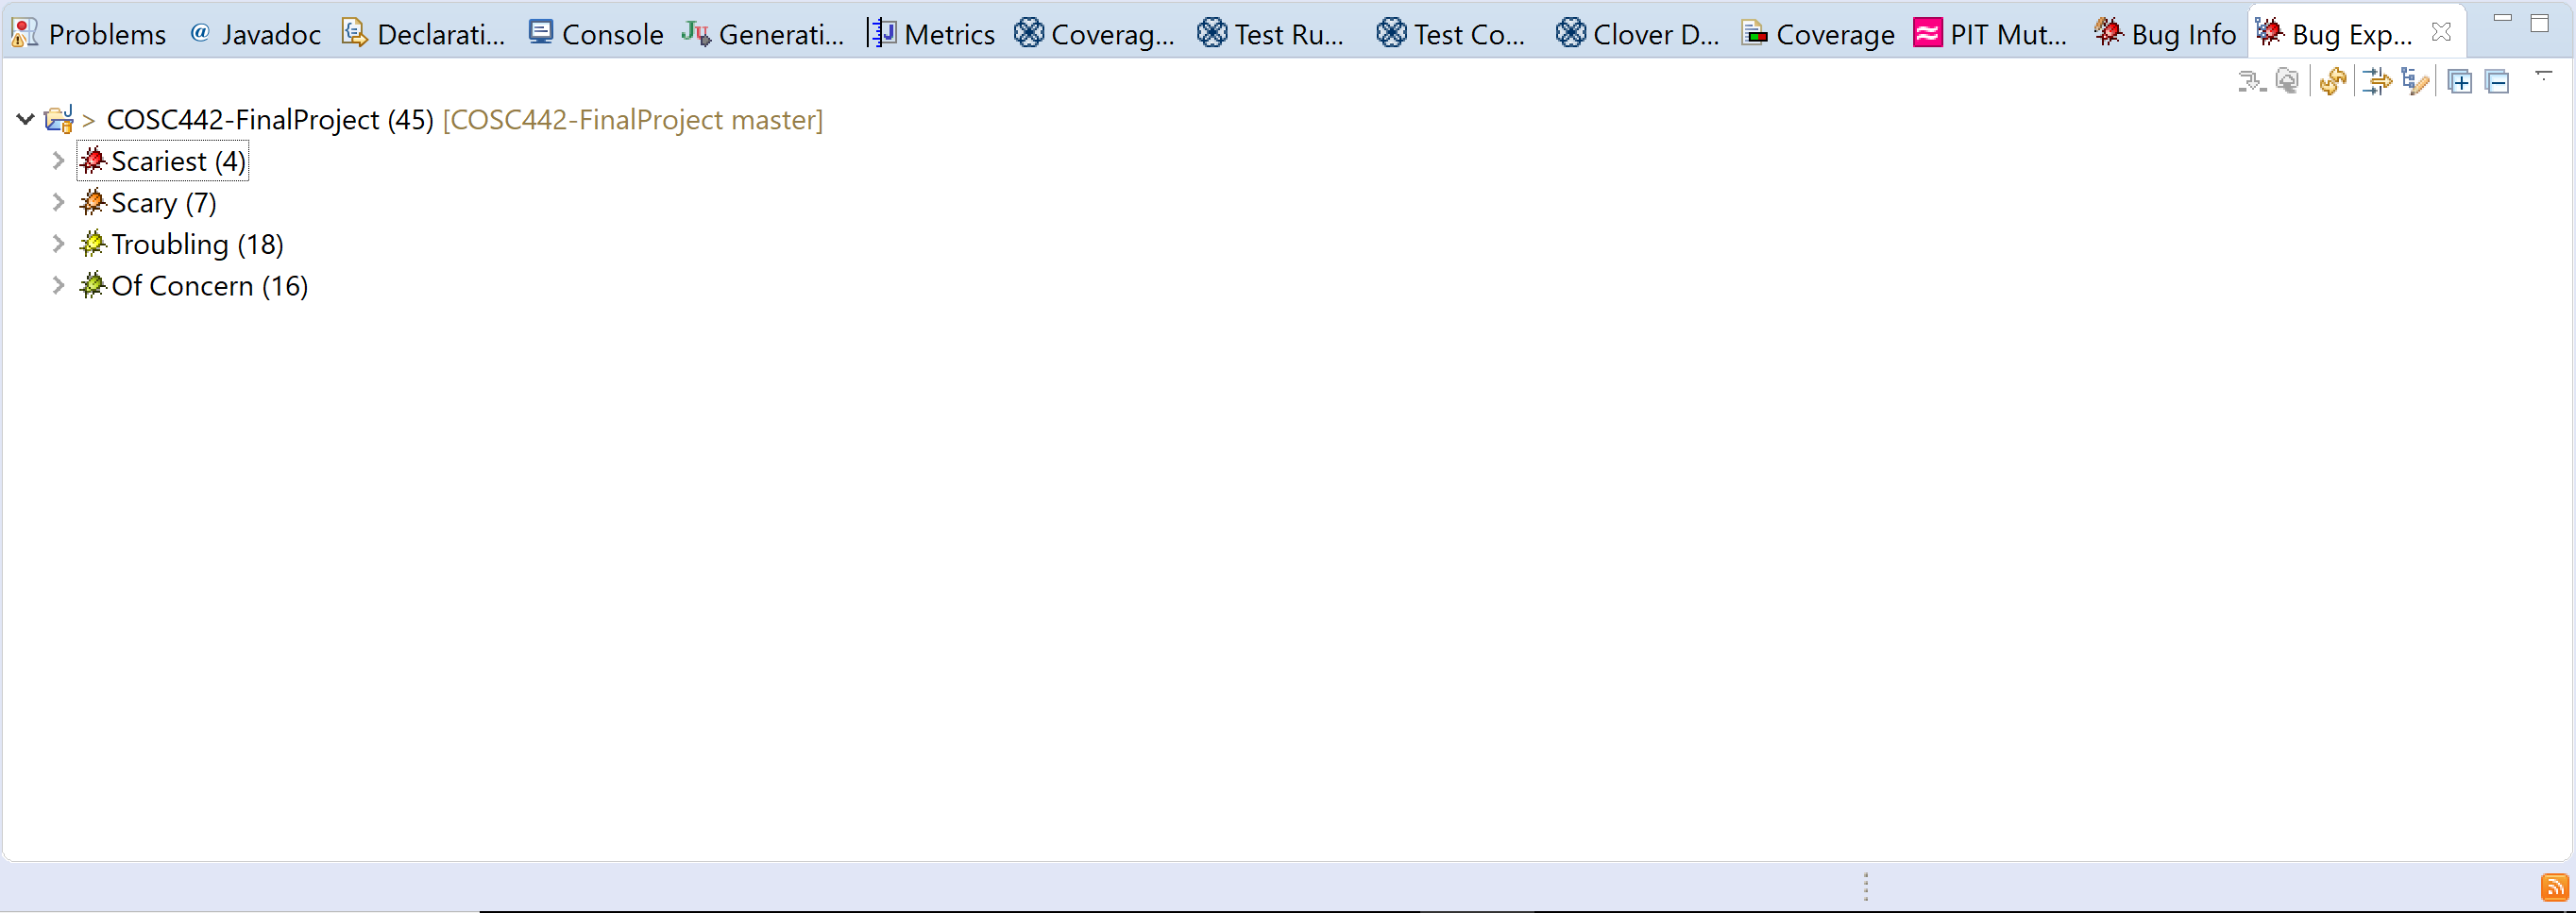 Problems @ Javadoc Declarati... Console Generati... Metrics Coverag... Test Ru... Test Co... Clover D... Coverage PIT Mut... Bug Info Bug Exp...
> COSC442-FinalProject (45) [COSC442-FinalProject master]
Scariest (4)
Scary (7)
Troubling (18)
Of Concern (16)